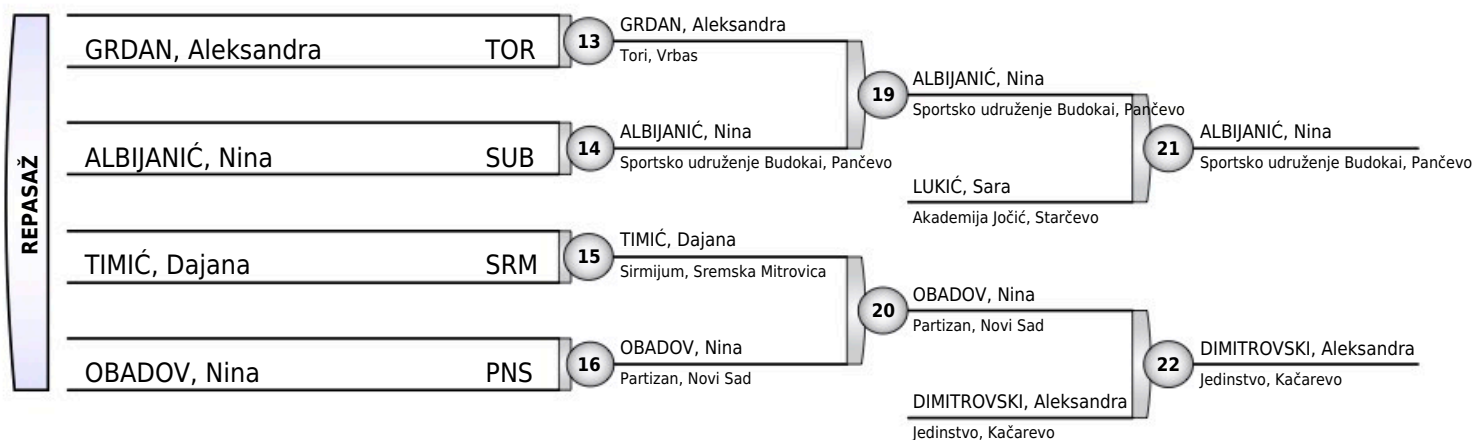 REPASAŽ
GRDAN, Aleksandra TOR
ALBIJANIĆ, Nina SUB
TIMIĆ, Dajana SRM
OBADOV, Nina PNS
13
GRDAN, Aleksandra
Tori, Vrbas
14
ALBIJANIĆ, Nina
Sportsko udruženje Budokai, Pančevo
15
TIMIĆ, Dajana
Sirmijum, Sremska Mitrovica
16
OBADOV, Nina
Partizan, Novi Sad
19
ALBIJANIĆ, Nina
Sportsko udruženje Budokai, Pančevo
LUKIĆ, Sara
Akademija Jočić, Starčevo
20
OBADOV, Nina
Partizan, Novi Sad
DIMITROVSKI, Aleksandra
Jedinstvo, Kačarevo
21
ALBIJANIĆ, Nina
Sportsko udruženje Budokai, Pančevo
22
DIMITROVSKI, Aleksandra
Jedinstvo, Kačarevo